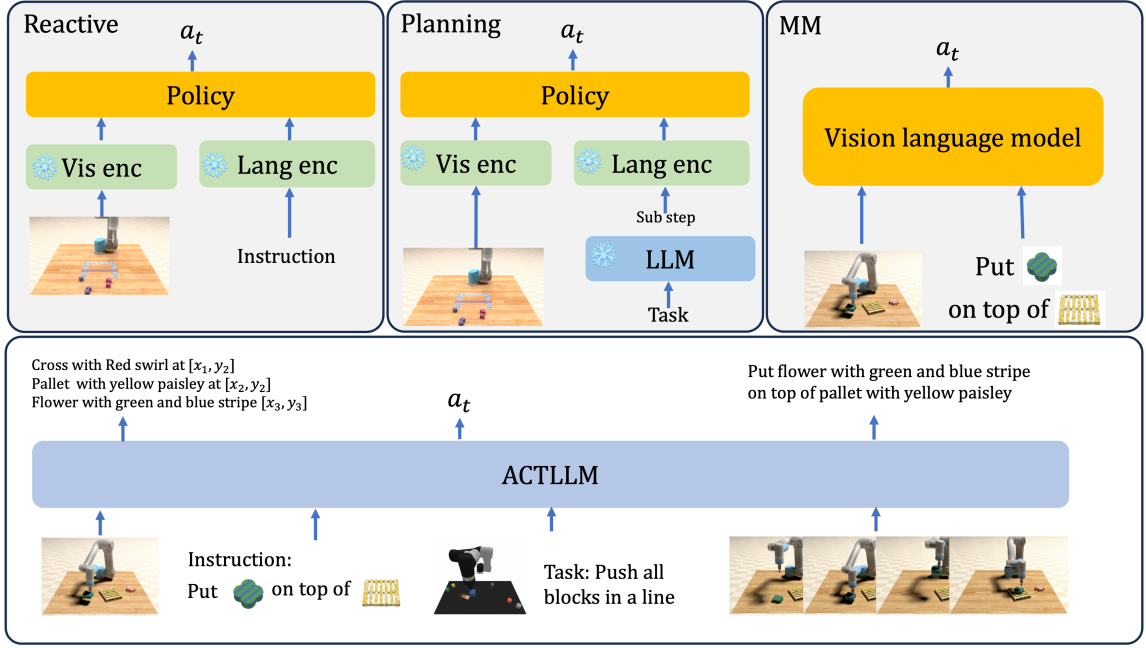 Reactive
a_t
Policy
Vis enc
Lang enc
Instruction
Planning
a_t
Policy
Vis enc
Lang enc
Sub step
LLM
Task
MM
a_t
Vision language model
Put
on top of
Cross with Red swirl at [x_1, y_2]
Pallet with yellow paisley at [x_2, y_2]
Flower with green and blue stripe [x_3, y_3]
a_t
Put flower with green and blue stripe
on top of pallet with yellow paisley
ACTLLM
Instruction:
Put on top of
Task: Push all
blocks in a line